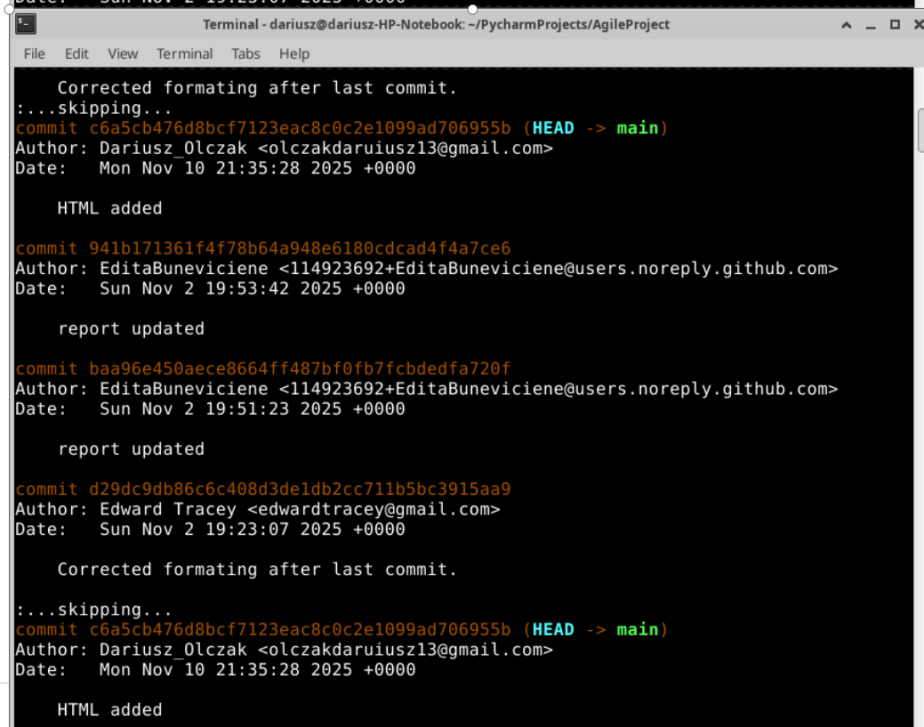 Terminal - dariusz@dariusz-HP-Notebook: ~/PycharmProjects/AgileProject
File Edit View Terminal Tabs Help
Corrected formating after last commit.
:...skipping...
commit c6a5cb476d8bcf7123eac8c0c2e1099ad706955b (HEAD -> main)
Author: Dariusz_Olczak <olczakdaruiusz13@gmail.com>
Date:   Mon Nov 10 21:35:28 2025 +0000
HTML added
commit 941b171361f4f78b64a948e6180cdcad4f4a7ce6
Author: EditaBuneviciene <114923692+EditaBuneviciene@users.noreply.github.com>
Date:   Sun Nov 2 19:53:42 2025 +0000
report updated
commit baa96e450aece8664ff487bf0fb7fcbdedfa720f
Author: EditaBuneviciene <114923692+EditaBuneviciene@users.noreply.github.com>
Date:   Sun Nov 2 19:51:23 2025 +0000
report updated
commit d29dc9db86c6c408d3de1db2cc711b5bc3915aa9
Author: Edward Tracey <edwardtracey@gmail.com>
Date:   Sun Nov 2 19:23:07 2025 +0000
Corrected formating after last commit.
:...skipping...
commit c6a5cb476d8bcf7123eac8c0c2e1099ad706955b (HEAD -> main)
Author: Dariusz_Olczak <olczakdaruiusz13@gmail.com>
Date:   Mon Nov 10 21:35:28 2025 +0000
HTML added